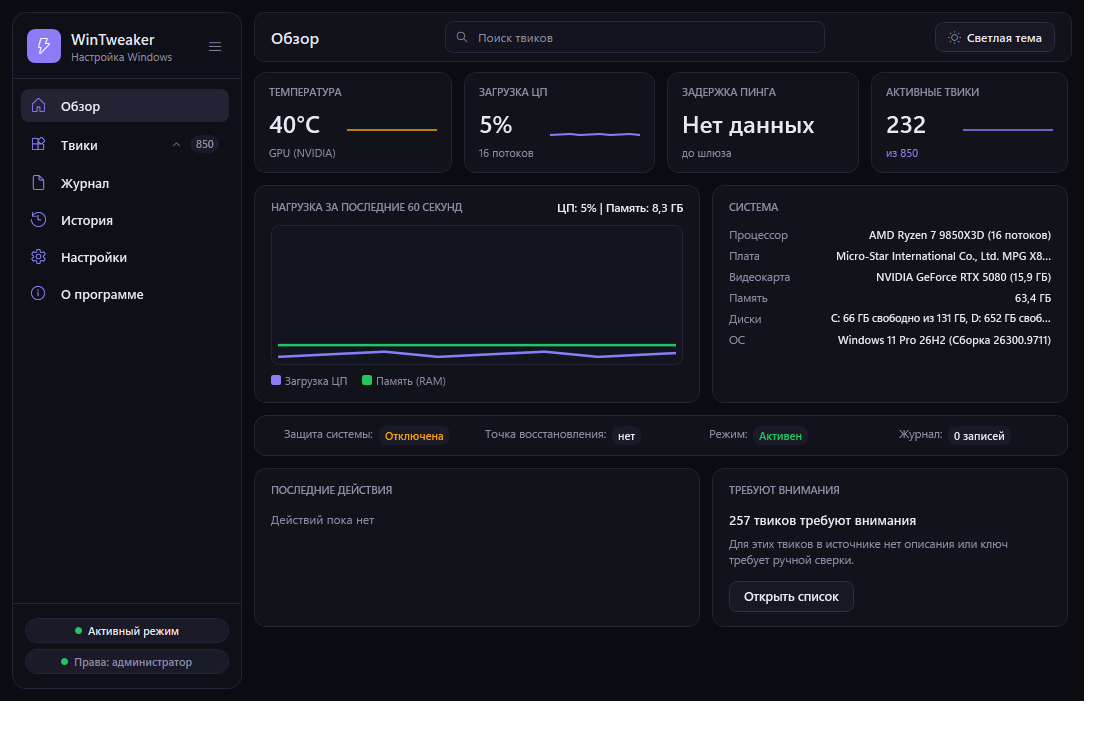 WinTweaker
Настройка Windows
Обзор
Твики
850
Журнал
История
Настройки
О программе
Активный режим
Права: администратор
Обзор
Поиск твиков
Светлая тема
ТЕМПЕРАТУРА
40°C
GPU (NVIDIA)
ЗАГРУЗКА ЦП
5%
16 потоков
ЗАДЕРЖКА ПИНГА
Нет данных
до шлюза
АКТИВНЫЕ ТВИКИ
232
из 850
НАГРУЗКА ЗА ПОСЛЕДНИЕ 60 СЕКУНД
ЦП: 5% | Память: 8,3 ГБ
Загрузка ЦП
Память (RAM)
СИСТЕМА
Процессор AMD Ryzen 7 9850X3D (16 потоков)
Плата Micro-Star International Co., Ltd. MPG X8...
Видеокарта NVIDIA GeForce RTX 5080 (15,9 ГБ)
Память 63,4 ГБ
Диски C: 66 ГБ свободно из 131 ГБ, D: 652 ГБ своб...
ОС Windows 11 Pro 26H2 (Сборка 26300.9711)
Защита системы: Отключена
Точка восстановления: нет
Режим: Активен
Журнал: 0 записей
ПОСЛЕДНИЕ ДЕЙСТВИЯ
Действий пока нет
ТРЕБУЮТ ВНИМАНИЯ
257 твиков требуют внимания
Для этих твиков в источнике нет описания или ключ
требует ручной сверки.
Открыть список